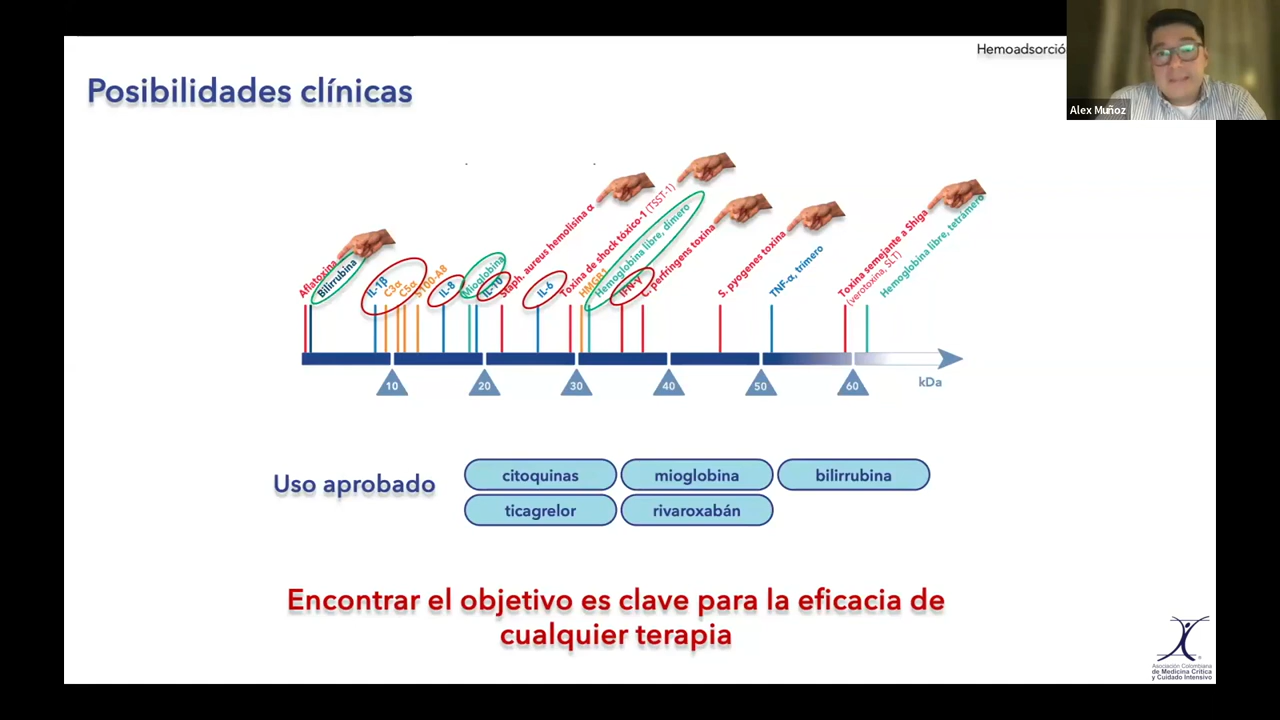 Hemoadsorció
Alex Muñoz
Posibilidades clínicas
Aflatoxina
Bilirrubina
IL-1β
C3α
C5α
S100-A8
IL-8
Mioglobina
IL-10
Staph. aureus hemolisina α
IL-6
Toxina de shock tóxico-1 (TSST-1)
HMGB1
Hemoglobina libre, dímero
IFN-γ
C. perfringens toxina
S. pyogenes toxina
TNF-α, trímero
Toxina semejante a Shiga
(verotoxina, SLT)
Hemoglobina libre, tetrámero
10
20
30
40
50
60
kDa
Uso aprobado
citoquinas
mioglobina
bilirrubina
ticagrelor
rivaroxabán
Encontrar el objetivo es clave para la eficacia de
cualquier terapia
Asociación Colombiana
de Medicina Crítica
y Cuidado Intensivo